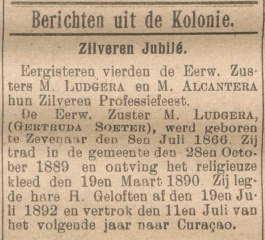 Berichten uit de Kolonie.
Zilveren Jubilé.
Eergisteren vierden de Eerw. Zus-
ters M. LUDGERA en M. ALCANTERA
hun Zilveren Professiefeest.
De Eerw. Zuster M. LUDGERA,
(GERTRUDA SOETER), werd geboren
te Zevenaar den 8en Juli 1866. Zij
trad in de gemeente den 28en Octo-
ber 1889 en ontving het religieuze
kleed den 19en Maart 1890. Zij leg-
de hare H. Geloften af den 19en Ju-
li 1892 en vertrok den 11en Juli van
het volgende jaar naar Curaçao.